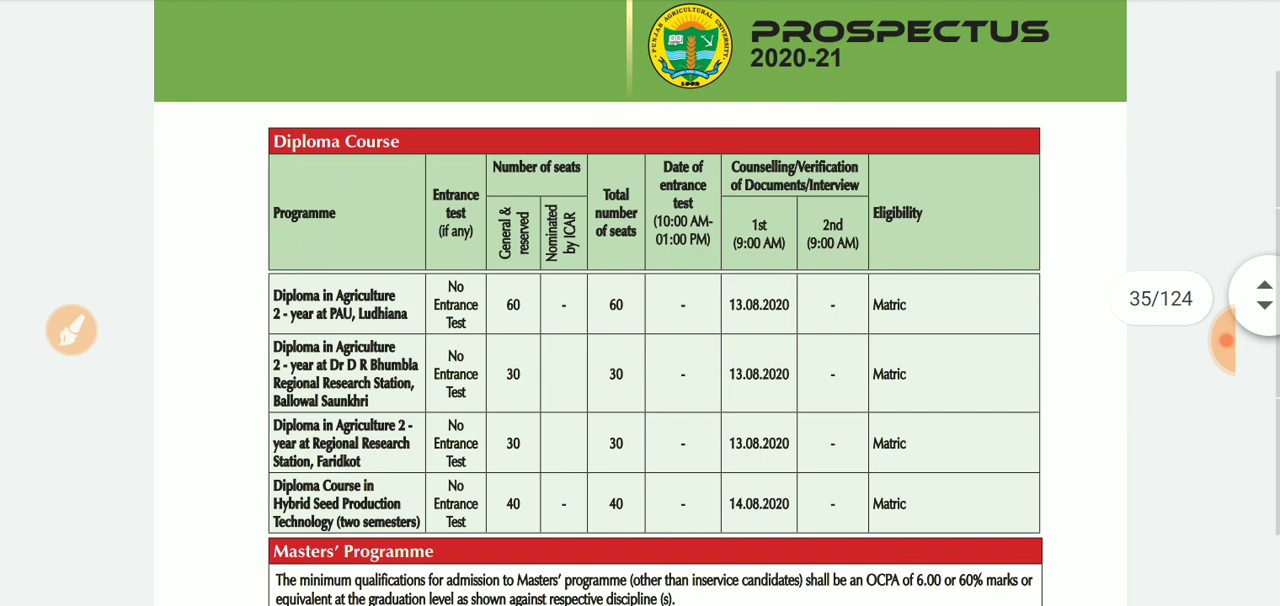 PUNJAB AGRICULTURAL UNIVERSITY
PROSPECTUS
2020-21
Diploma Course
Programme
Entrance
test
(if any)
Number of seats
General &
reserved
Nominated
by ICAR
Total
number
of seats
Date of
entrance
test
(10:00 AM-
01:00 PM)
Counselling/Verification
of Documents/Interview
1st
(9:00 AM)
2nd
(9:00 AM)
Eligibility
Diploma in Agriculture
2 - year at PAU, Ludhiana
No
Entrance
Test
60
-
60
-
13.08.2020
-
Matric
Diploma in Agriculture
2 - year at Dr D R Bhumbla
Regional Research Station,
Ballowal Saunkhri
No
Entrance
Test
30
30
-
13.08.2020
-
Matric
Diploma in Agriculture 2 -
year at Regional Research
Station, Faridkot
No
Entrance
Test
30
30
-
13.08.2020
-
Matric
Diploma Course in
Hybrid Seed Production
Technology (two semesters)
No
Entrance
Test
40
-
40
-
14.08.2020
-
Matric
Masters' Programme
The minimum qualifications for admission to Masters' programme (other than inservice candidates) shall be an OCPA of 6.00 or 60% marks or
equivalent at the graduation level as shown against respective discipline (s).
35/124